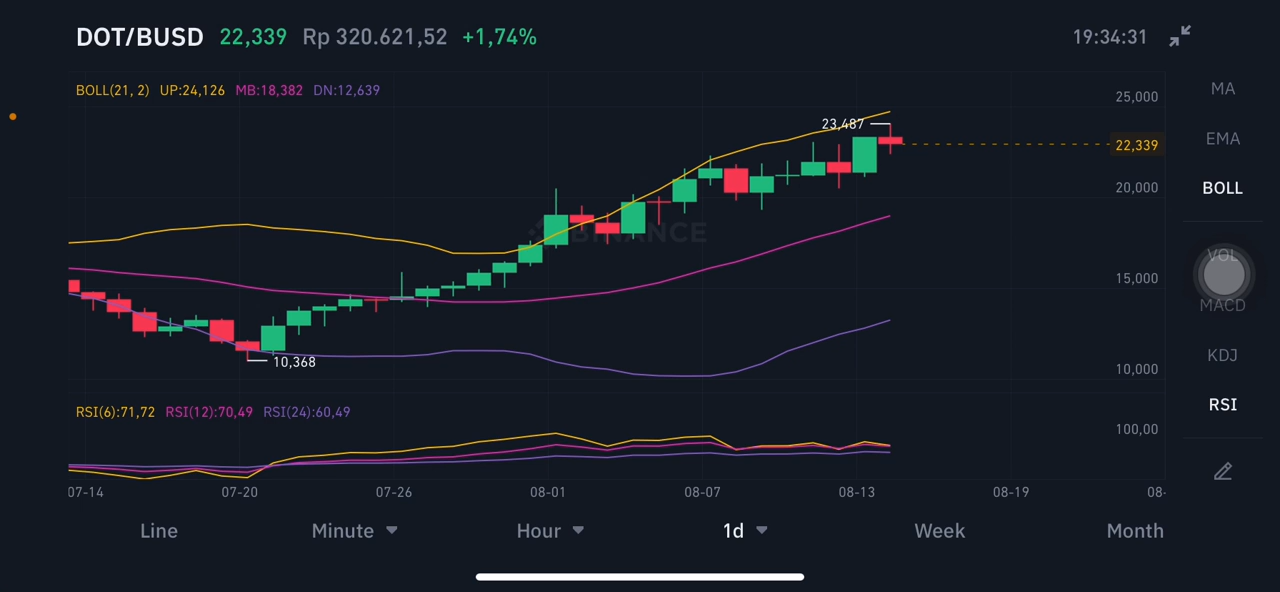 DOT/BUSD 22,339 Rp 320.621,52 +1,74% 19:34:31
BOLL(21, 2) UP:24,126 MB:18,382 DN:12,639
MA
25,000
23,487
EMA
22,339
20,000
BOLL
BINANCE
VOL
15,000
MACD
10,368
10,000
KDJ
RSI(6):71,72 RSI(12):70,49 RSI(24):60,49
RSI
100,00
07-14 07-20 07-26 08-01 08-07 08-13 08-19 08-
Line Minute Hour 1d Week Month